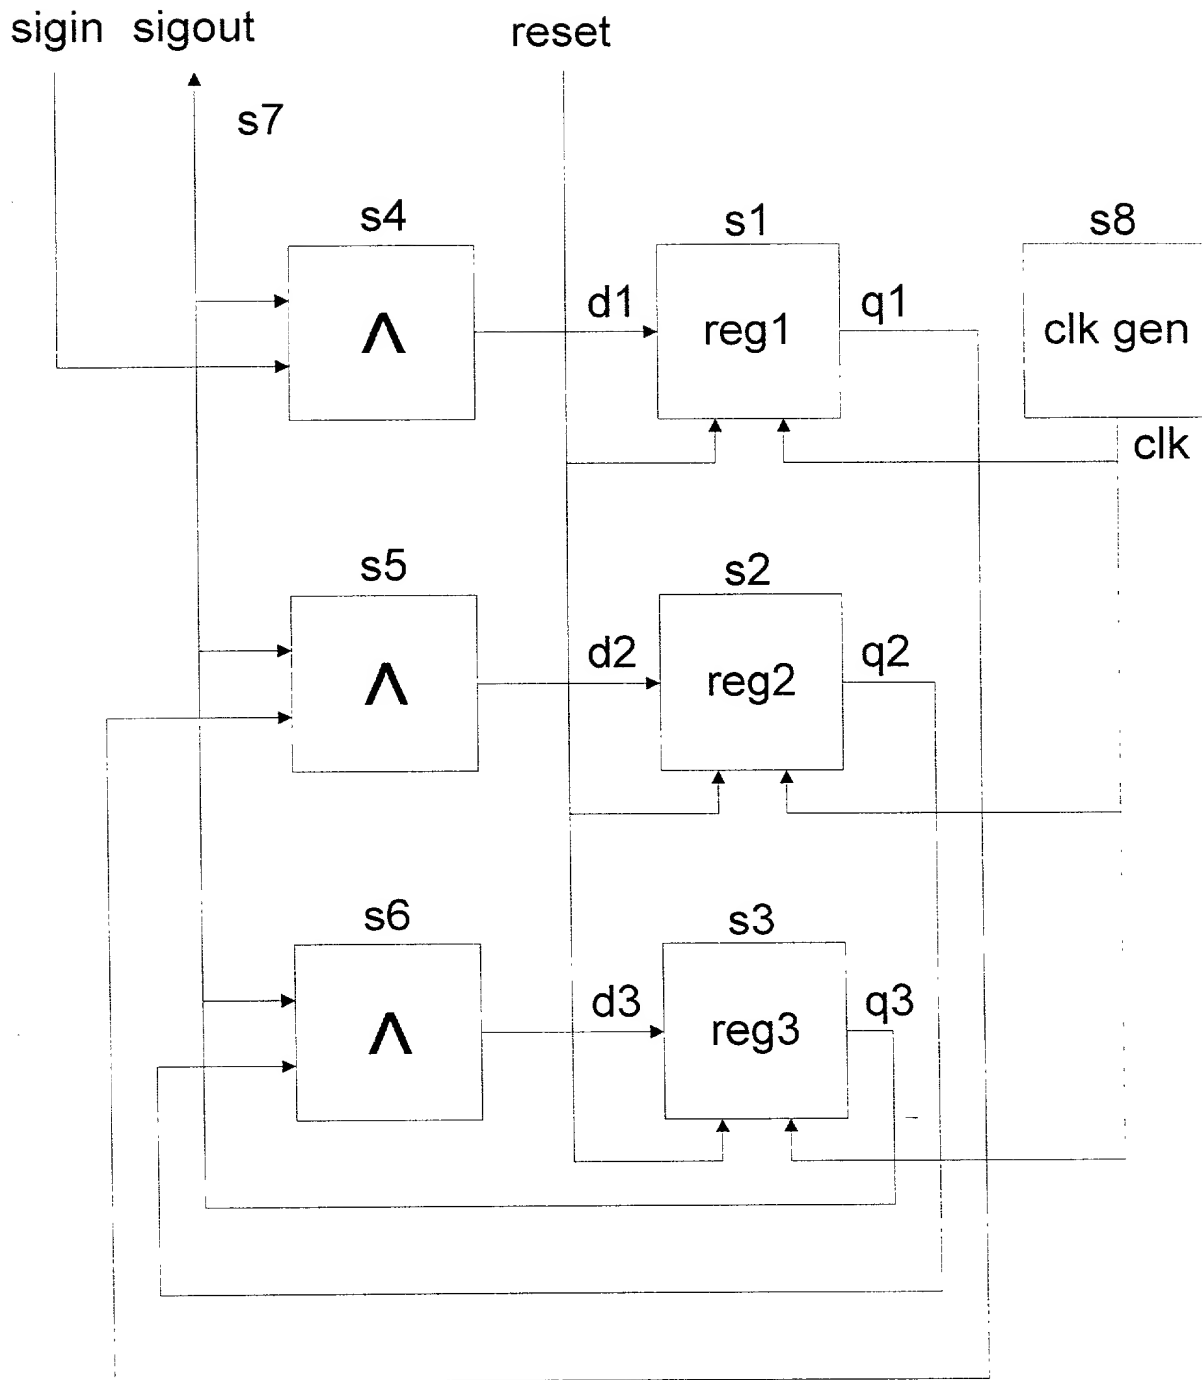 sigin sigout reset
s7
s4 s1 s8
d1 q1
∧ reg1 clk gen
clk
s5 s2
d2 q2
∧ reg2
s6 s3
d3 q3
∧ reg3